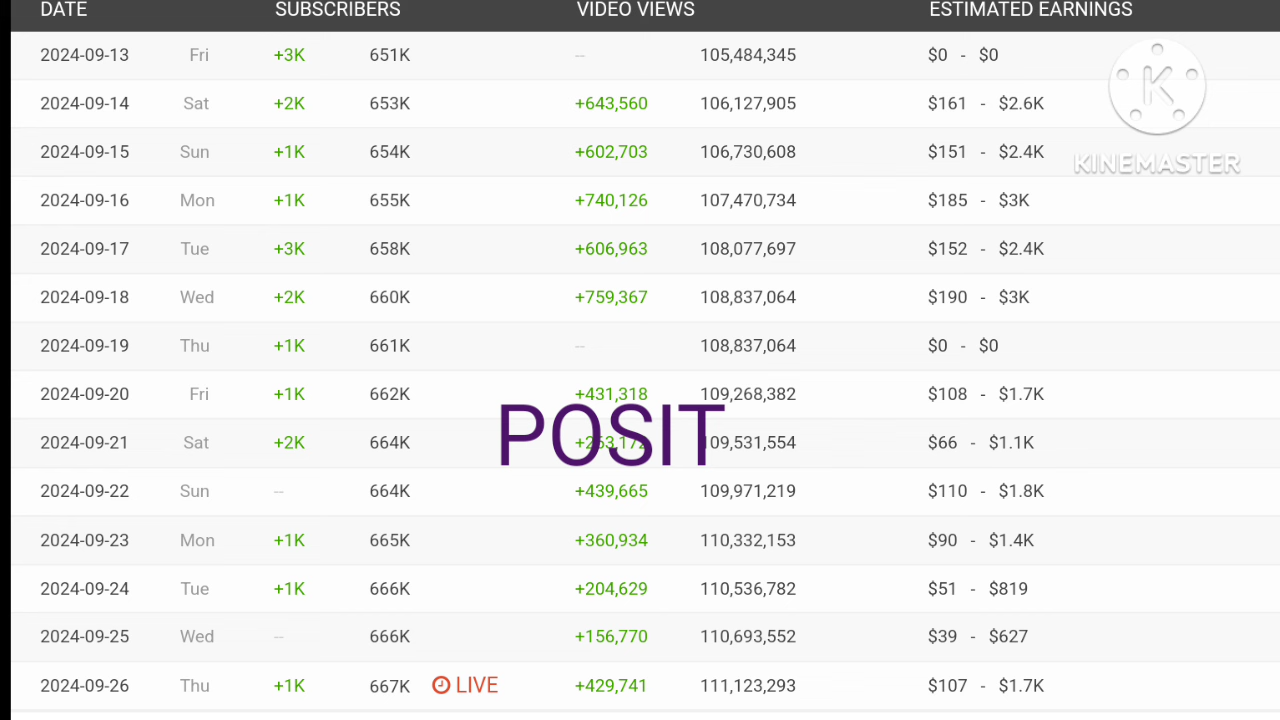 DATE SUBSCRIBERS VIDEO VIEWS ESTIMATED EARNINGS
2024-09-13 Fri +3K 651K -- 105,484,345 $0 - $0
2024-09-14 Sat +2K 653K +643,560 106,127,905 $161 - $2.6K
2024-09-15 Sun +1K 654K +602,703 106,730,608 $151 - $2.4K
KINEMASTER
2024-09-16 Mon +1K 655K +740,126 107,470,734 $185 - $3K
2024-09-17 Tue +3K 658K +606,963 108,077,697 $152 - $2.4K
2024-09-18 Wed +2K 660K +759,367 108,837,064 $190 - $3K
2024-09-19 Thu +1K 661K -- 108,837,064 $0 - $0
2024-09-20 Fri +1K 662K +431,318 109,268,382 $108 - $1.7K
POSIT
2024-09-21 Sat +2K 664K +263,172 109,531,554 $66 - $1.1K
2024-09-22 Sun -- 664K +439,665 109,971,219 $110 - $1.8K
2024-09-23 Mon +1K 665K +360,934 110,332,153 $90 - $1.4K
2024-09-24 Tue +1K 666K +204,629 110,536,782 $51 - $819
2024-09-25 Wed -- 666K +156,770 110,693,552 $39 - $627
2024-09-26 Thu +1K 667K LIVE +429,741 111,123,293 $107 - $1.7K